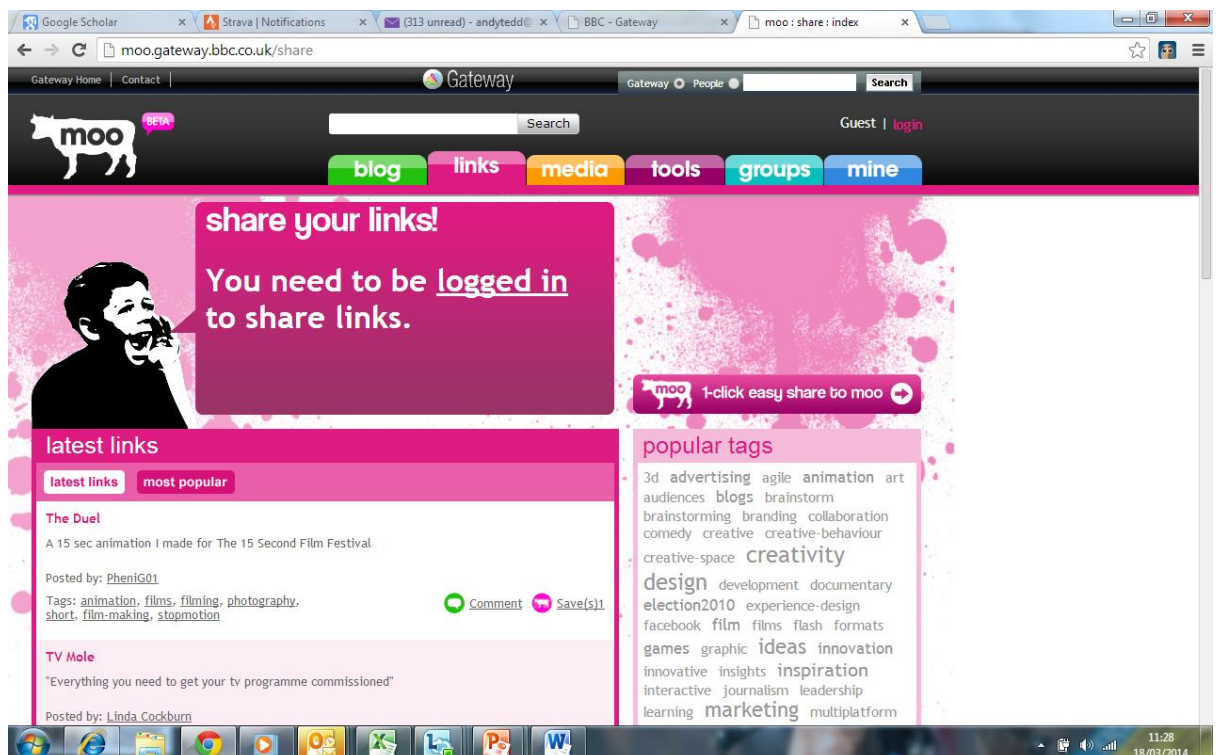 Google Scholar
Strava | Notifications
(313 unread) - andytedd@
BBC - Gateway
moo : share : index
moo.gateway.bbc.co.uk/share
Gateway Home | Contact |
Gateway
Gateway People Search
moo BETA
Search
Guest | login
blog links media tools groups mine
share your links!
You need to be logged in
to share links.
moo 1-click easy share to moo
latest links
latest links most popular
The Duel
A 15 sec animation I made for The 15 Second Film Festival
Posted by: PheniG01
Tags: animation, films, filming, photography,
short, film-making, stopmotion
Comment Save(s)1
TV Mole
"Everything you need to get your tv programme commissioned"
Posted by: Linda Cockburn
popular tags
3d advertising agile animation art
audiences blogs brainstorm
brainstorming branding collaboration
comedy creative creative-behaviour
creative-space creativity
design development documentary
election2010 experience-design
facebook film films flash formats
games graphic ideas innovation
innovative insights inspiration
interactive journalism leadership
learning marketing multiplatform
11:28
18/03/2014